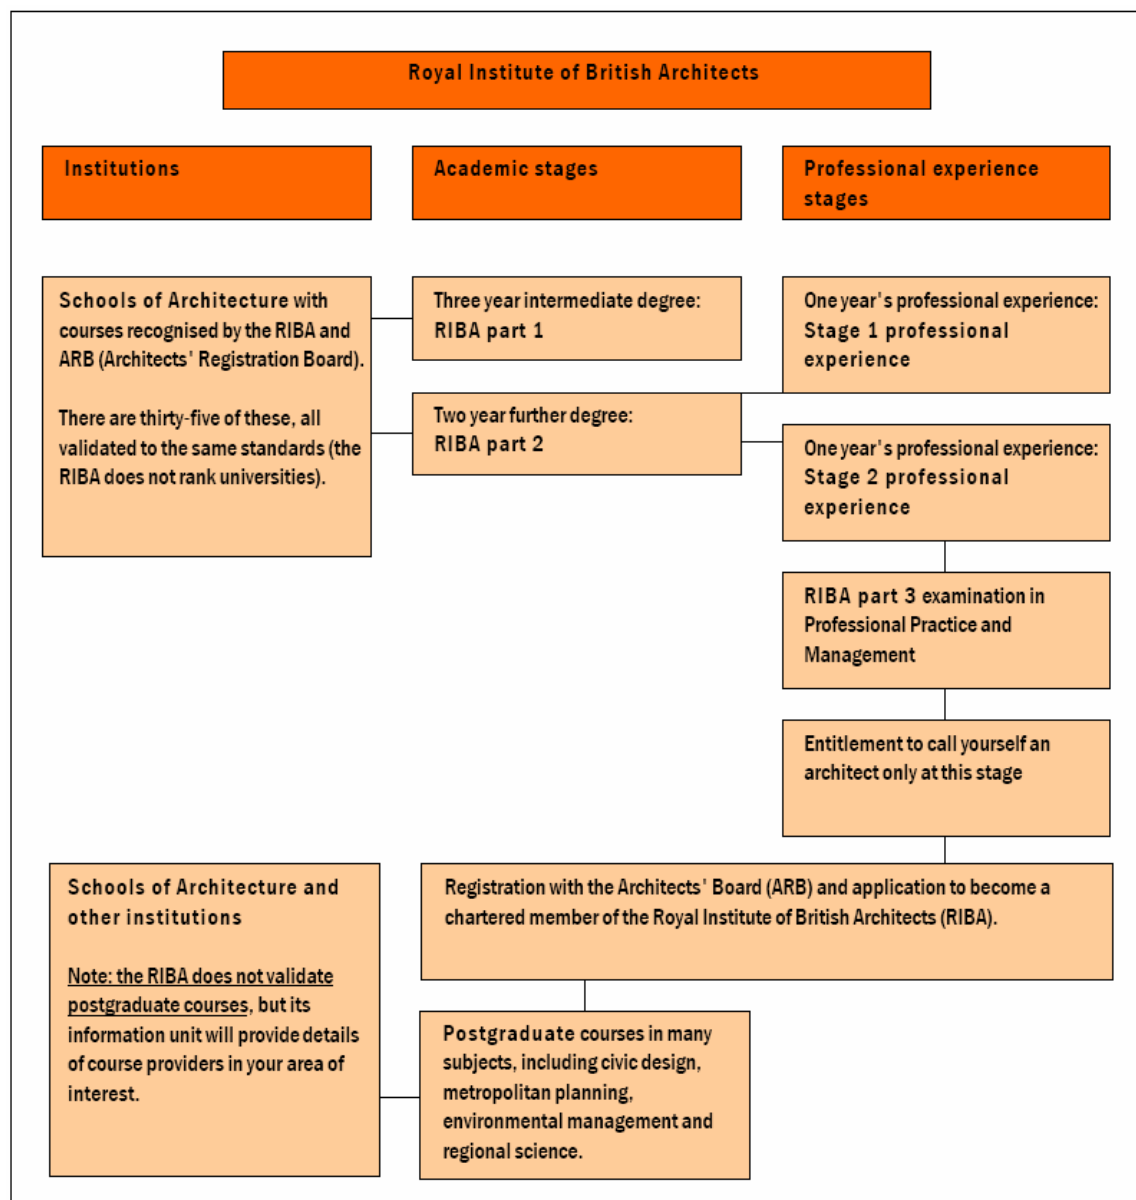 Royal Institute of British Architects
Institutions
Academic stages
Professional experience
stages
Schools of Architecture with
courses recognised by the RIBA and
ARB (Architects' Registration Board).
There are thirty-five of these, all
validated to the same standards (the
RIBA does not rank universities).
Three year intermediate degree:
RIBA part 1
One year's professional experience:
Stage 1 professional
experience
Two year further degree:
RIBA part 2
One year's professional experience:
Stage 2 professional
experience
RIBA part 3 examination in
Professional Practice and
Management
Entitlement to call yourself an
architect only at this stage
Registration with the Architects' Board (ARB) and application to become a
chartered member of the Royal Institute of British Architects (RIBA).
Schools of Architecture and
other institutions
Note: the RIBA does not validate
postgraduate courses, but its
information unit will provide details
of course providers in your area of
interest.
Postgraduate courses in many
subjects, including civic design,
metropolitan planning,
environmental management and
regional science.